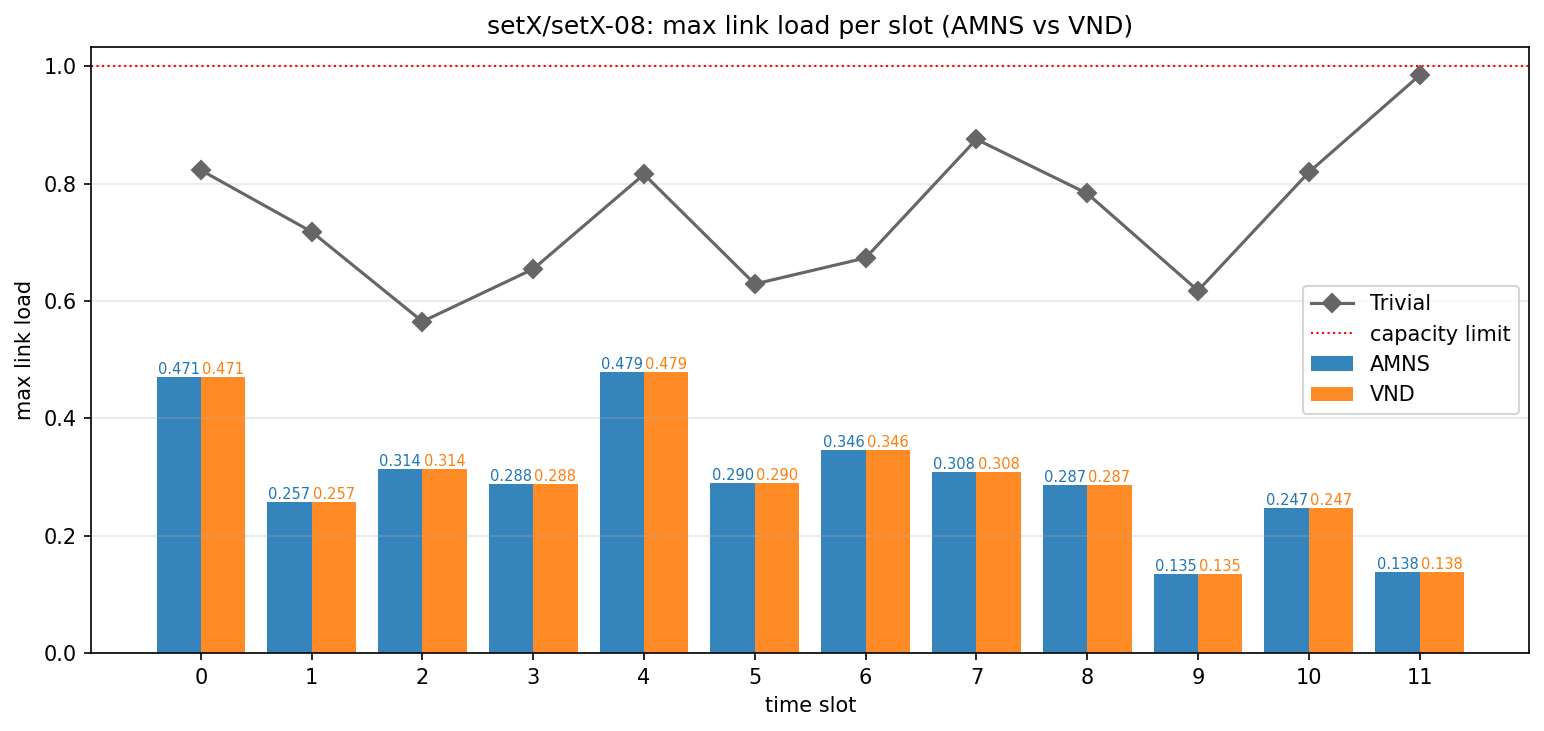 setX/setX-08: max link load per slot (AMNS vs VND)
max link load
1.0
0.8
0.6
0.4
0.2
0.0
Trivial
capacity limit
AMNS
VND
0.471 0.471
0.257 0.257
0.314 0.314
0.288 0.288
0.479 0.479
0.290 0.290
0.346 0.346
0.308 0.308
0.287 0.287
0.135 0.135
0.247 0.247
0.138 0.138
0 1 2 3 4 5 6 7 8 9 10 11
time slot